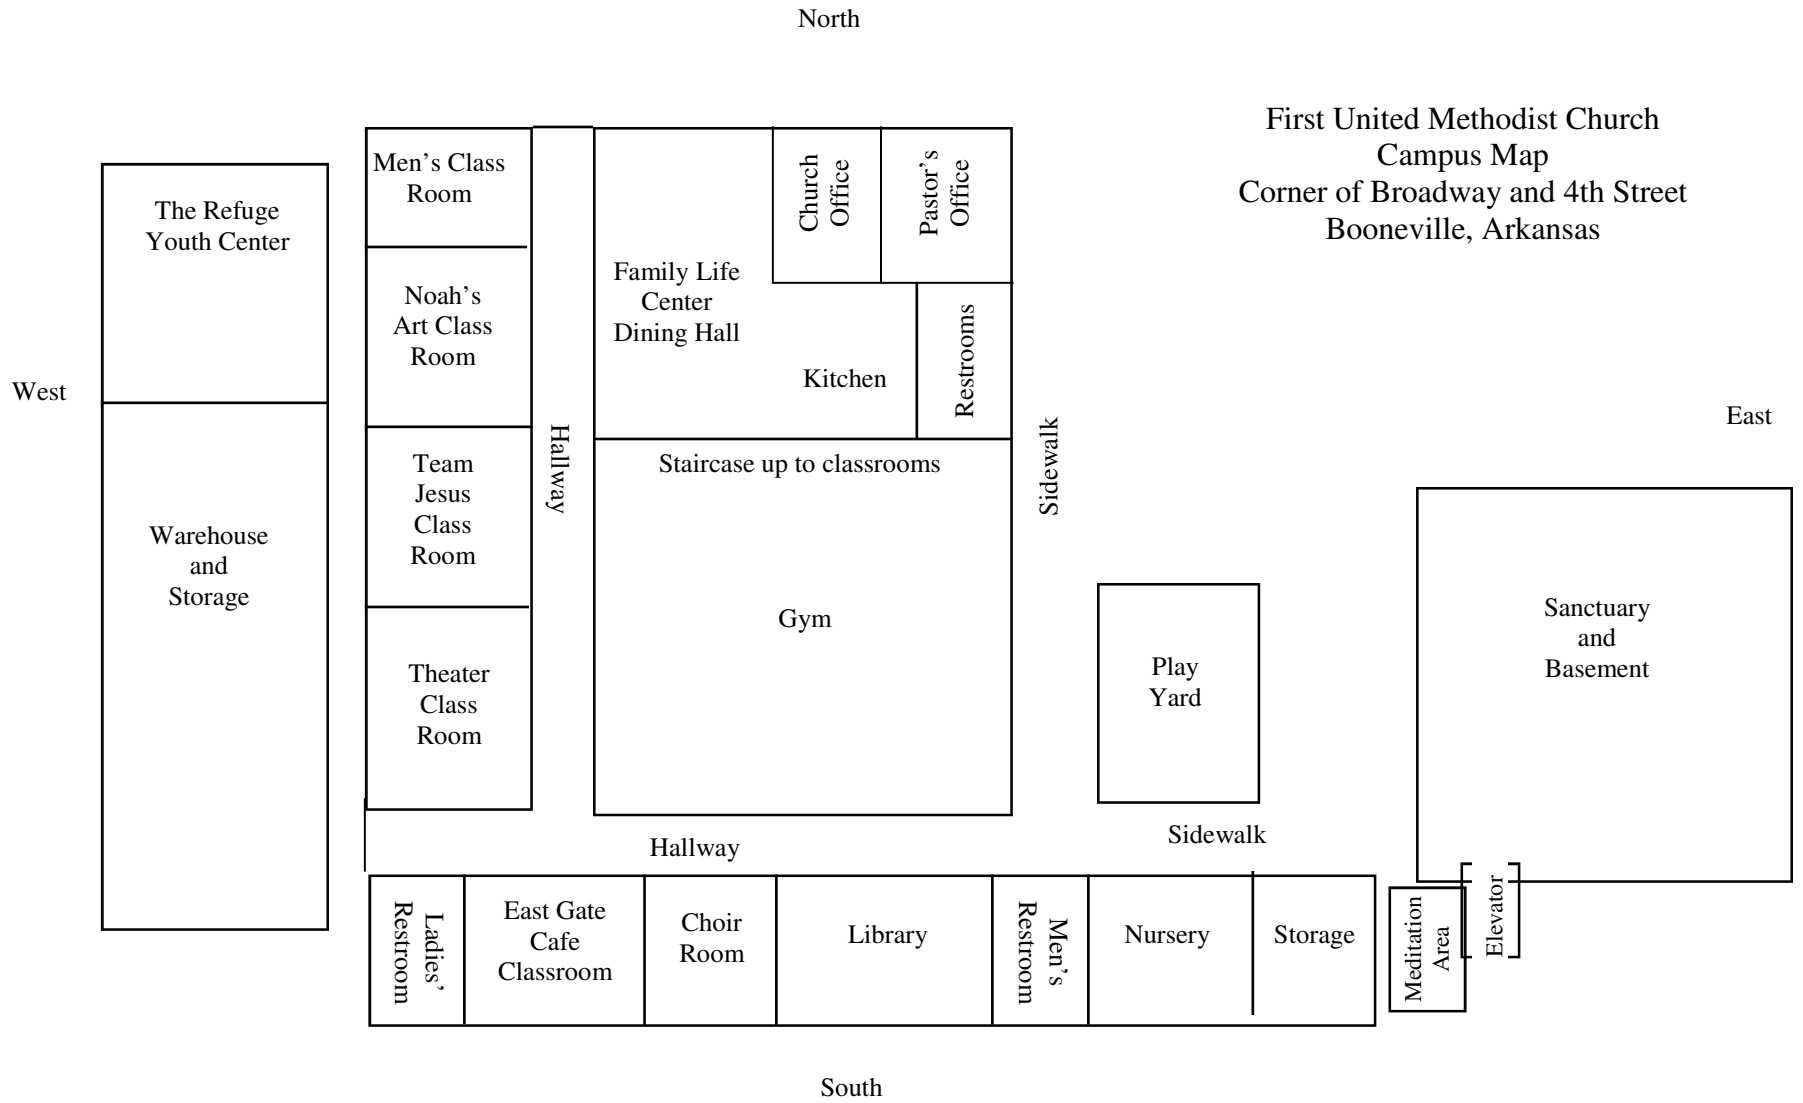 North
First United Methodist Church
Campus Map
Corner of Broadway and 4th Street
Booneville, Arkansas
Men's Class
Room
Church
Office
Pastor's
Office
The Refuge
Youth Center
Family Life
Center
Dining Hall
Noah's
Art Class
Room
Restrooms
Kitchen
West
East
Hallway
Sidewalk
Team
Jesus
Class
Room
Staircase up to classrooms
Warehouse
and
Storage
Gym
Sanctuary
and
Basement
Theater
Class
Room
Play
Yard
Hallway
Sidewalk
Ladies'
Restroom
East Gate
Cafe
Classroom
Choir
Room
Library
Men's
Restroom
Nursery
Storage
Meditation
Area
Elevator
South